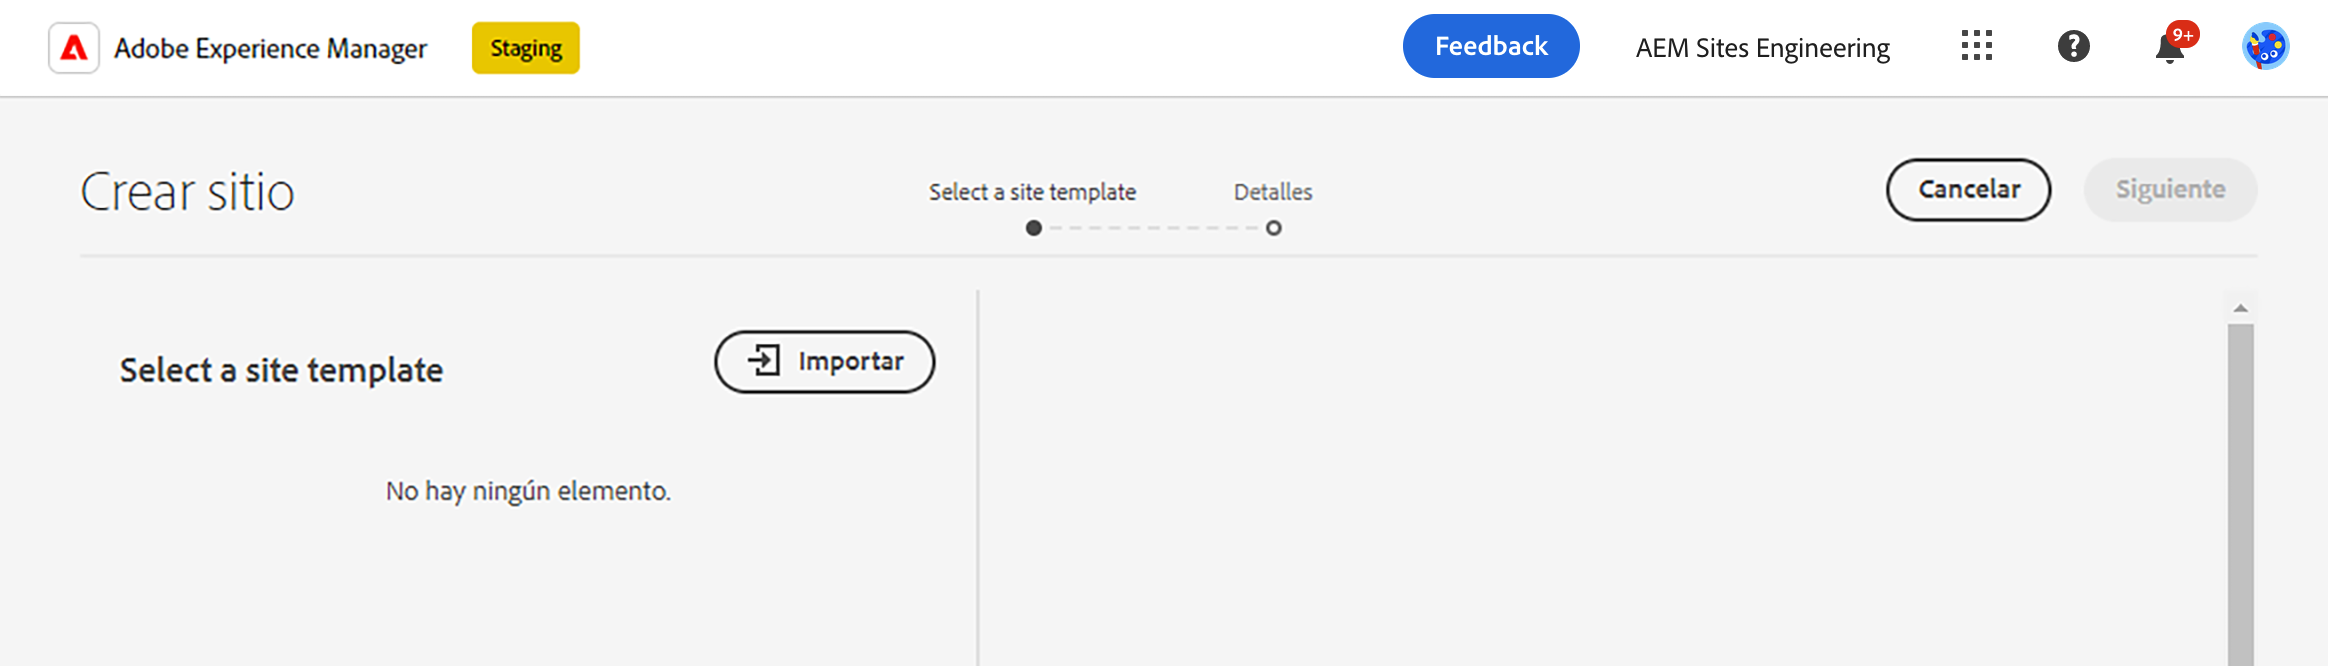 Adobe Experience Manager
Staging
Feedback
AEM Sites Engineering
9+
Crear sitio
Select a site template
Detalles
Cancelar
Siguiente
Select a site template
Importar
No hay ningún elemento.